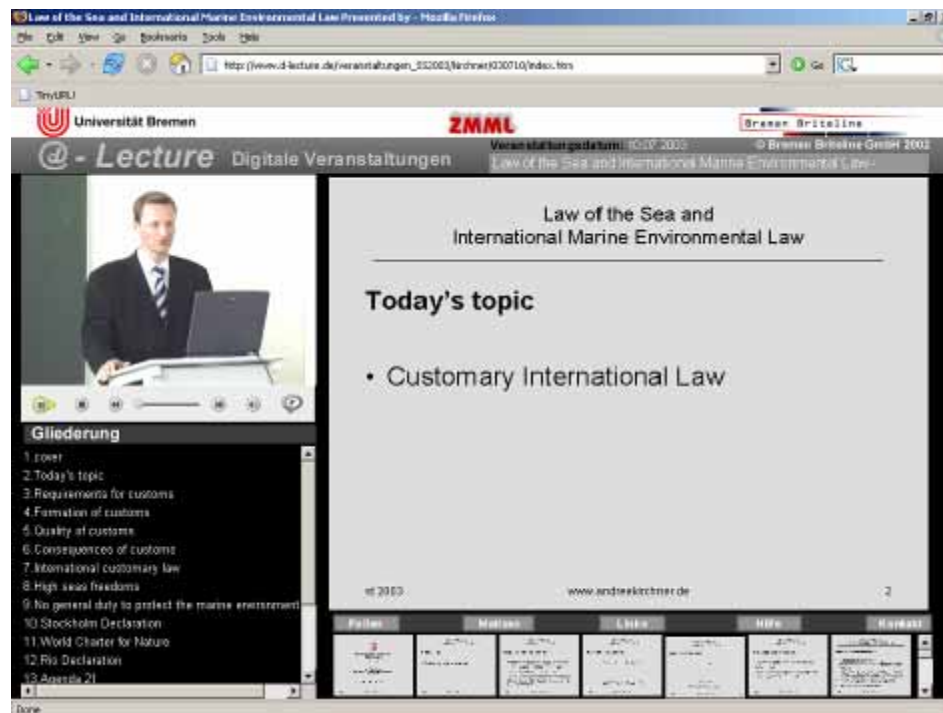 Law of the Sea and International Marine Environmental Law Presented by - Mozilla Firefox
File Edit View Go Bookmarks Tools Help
Go
TinyURL!
Universität Bremen
ZMML
Bremen Briteline
@ - Lecture Digitale Veranstaltungen
Veranstaltungsdatum: 10.07.2003
© Bremen Briteline GmbH 2002
Law of the Sea and International Marine Environmental Law-
Law of the Sea and
International Marine Environmental Law
Today's topic
• Customary International Law
2003
www.andreekirchner.de
2
Gliederung
1.cover
2.Today's topic
3.Requirements for customs
4.Formation of customs
5.Quality of customs
6.Consequences of customs
7.International customary law
8.High seas freedoms
9.No general duty to protect the marine environment
10.Stockholm Declaration
11.World Charter for Nature
12.Rio Declaration
13.Agenda 21
Folien
Notizen
Links
Hilfe
Kontakt
Done